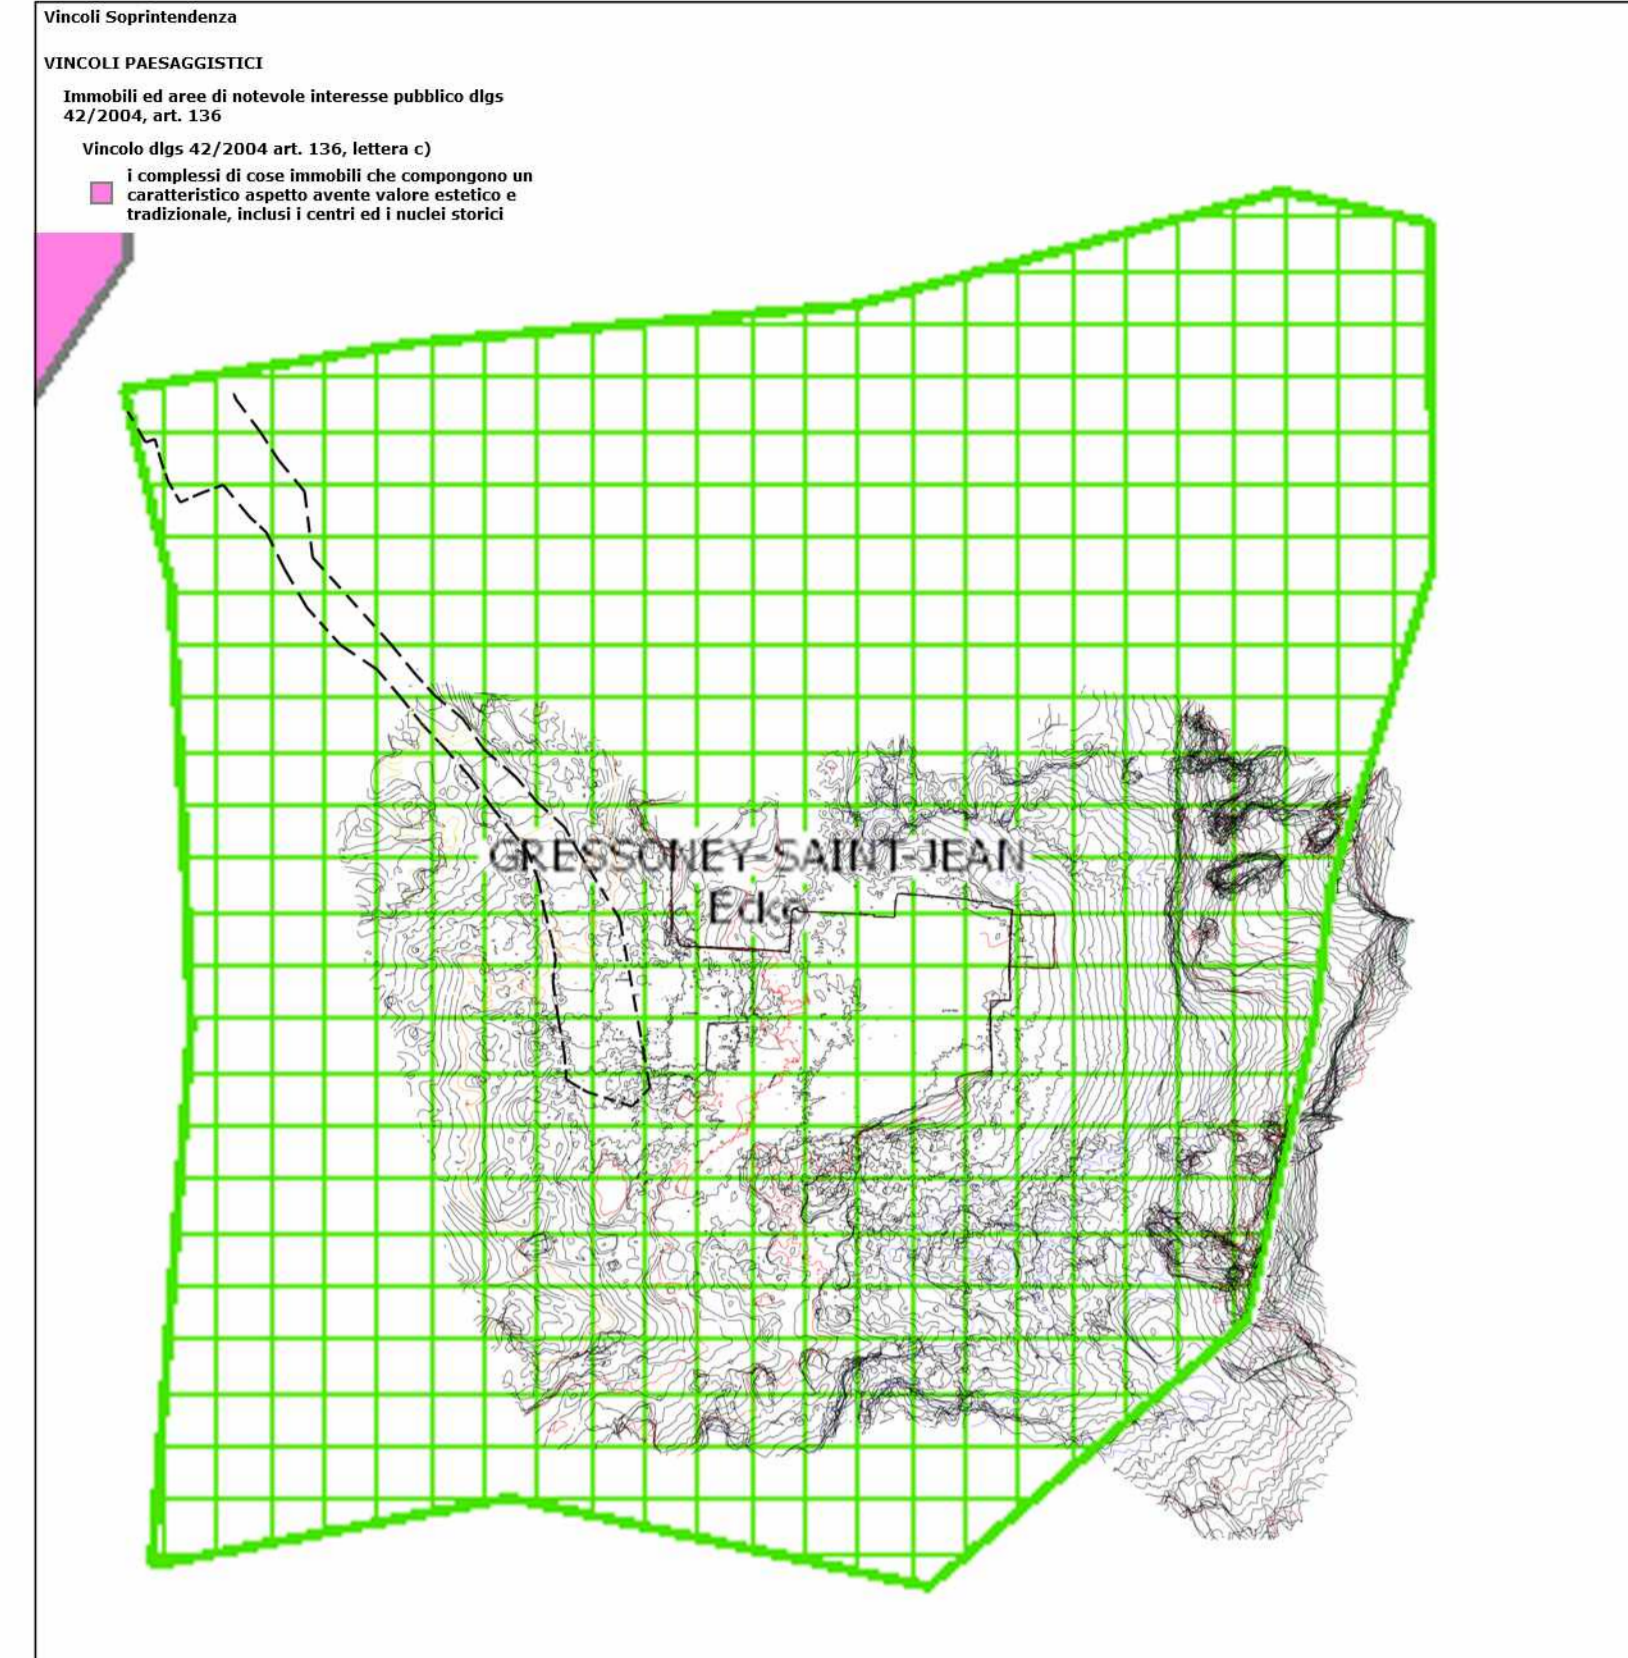 Vincoli Soprintendenza
VINCOLI PAESAGGISTICI
Immobili ed aree di notevole interesse pubblico dlgs
42/2004, art. 136
Vincolo dlgs 42/2004 art. 136, lettera c)
i complessi di cose immobili che compongono un
caratteristico aspetto avente valore estetico e
tradizionale, inclusi i centri ed i nuclei storici
GRESSONEY-SAINT-JEAN
Ecko